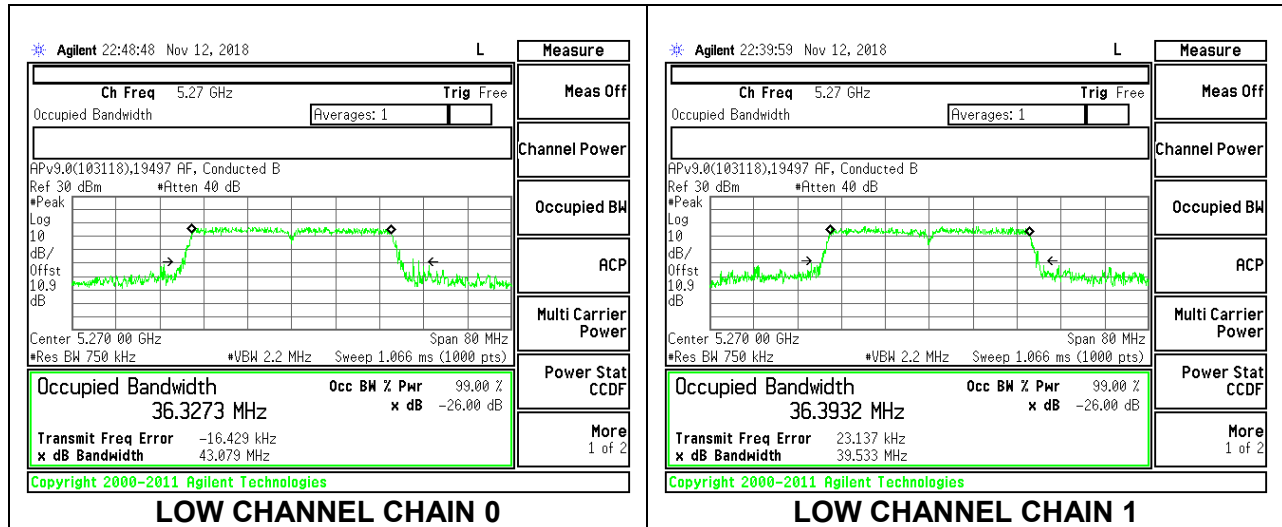 Agilent 22:48:48 Nov 12, 2018 L
Measure
Ch Freq 5.27 GHz Trig Free
Meas Off
Occupied Bandwidth Averages: 1
Channel Power
APv9.0(103118),19497 AF, Conducted B
Ref 30 dBm #Atten 40 dB
#Peak
Occupied BW
Log
10
dB/
ACP
Offst
10.9
dB
Multi Carrier
Power
Center 5.270 00 GHz Span 80 MHz
#Res BW 750 kHz #VBW 2.2 MHz Sweep 1.066 ms (1000 pts)
Power Stat
CCDF
Occupied Bandwidth Occ BW % Pwr 99.00 %
36.3273 MHz x dB -26.00 dB
More
1 of 2
Transmit Freq Error -16.429 kHz
x dB Bandwidth 43.079 MHz
Copyright 2000-2011 Agilent Technologies
LOW CHANNEL CHAIN 0
Agilent 22:39:59 Nov 12, 2018 L
Measure
Ch Freq 5.27 GHz Trig Free
Meas Off
Occupied Bandwidth Averages: 1
Channel Power
APv9.0(103118),19497 AF, Conducted B
Ref 30 dBm #Atten 40 dB
#Peak
Occupied BW
Log
10
dB/
ACP
Offst
10.9
dB
Multi Carrier
Power
Center 5.270 00 GHz Span 80 MHz
#Res BW 750 kHz #VBW 2.2 MHz Sweep 1.066 ms (1000 pts)
Power Stat
CCDF
Occupied Bandwidth Occ BW % Pwr 99.00 %
36.3932 MHz x dB -26.00 dB
More
1 of 2
Transmit Freq Error 23.137 kHz
x dB Bandwidth 39.533 MHz
Copyright 2000-2011 Agilent Technologies
LOW CHANNEL CHAIN 1